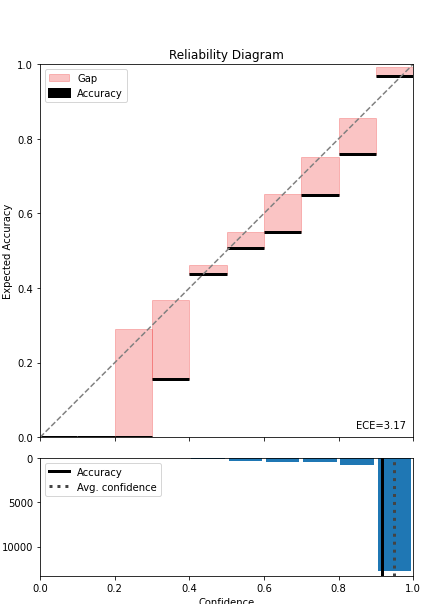 Reliability Diagram
1.0
Gap
Accuracy
0.8
0.6
Expected Accuracy
0.4
0.2
ECE=3.17
0.0
0
Accuracy
Avg. confidence
5000
10000
0.0 0.2 0.4 0.6 0.8 1.0
Confidence